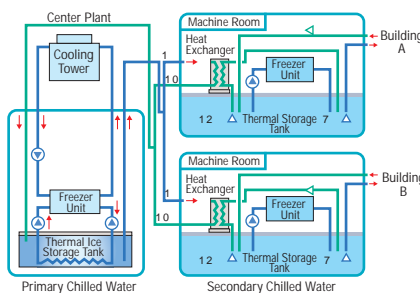 Center Plant
Cooling
Tower
Freezer
Unit
Thermal Ice
Storage Tank
Primary Chilled Water
Machine Room
Heat
Exchanger
1
10
Freezer
Unit
12
Thermal Storage
Tank
7
Building
A
Machine Room
Heat
Exchanger
1
10
Freezer
Unit
12
Thermal Storage
Tank
7
Building
B
Secondary Chilled Water